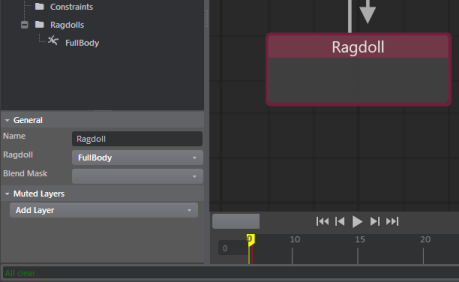 Constraints
Ragdolls
FullBody
General
Name Ragdoll
Ragdoll FullBody
Blend Mask
Muted Layers
Add Layer
Ragdoll
0 0 10 15 20
All clear